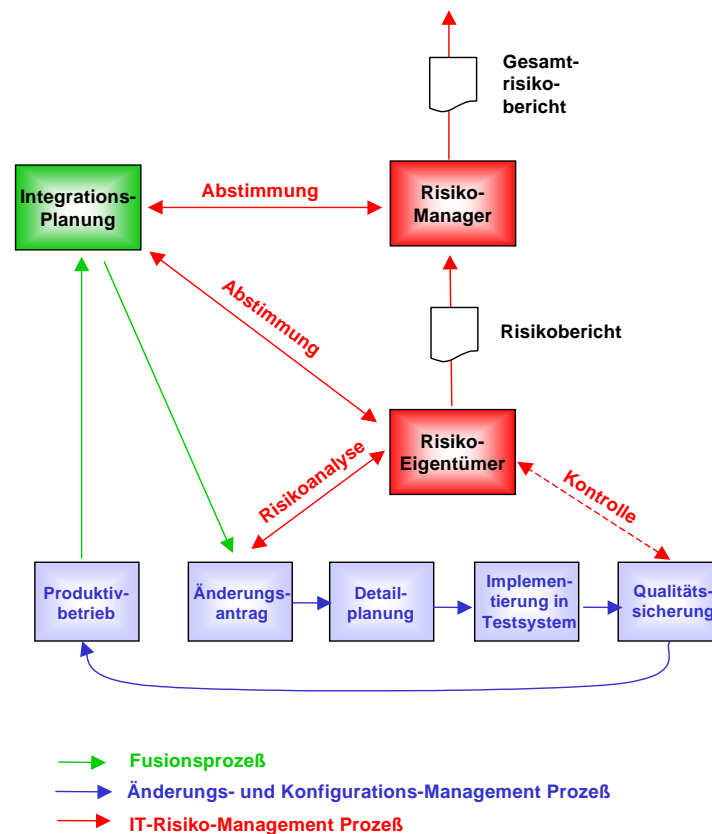 Gesamt-
risiko-
bericht
Integrations-
Planung
Abstimmung
Risiko-
Manager
Abstimmung
Risikobericht
Risiko-
Eigentümer
Risikoanalyse
Kontrolle
Produktiv-
betrieb
Änderungs-
antrag
Detail-
planung
Implemen-
tierung in
Testsystem
Qualitäts-
sicherung
Fusionsprozeß
Änderungs- und Konfigurations-Management Prozeß
IT-Risiko-Management Prozeß